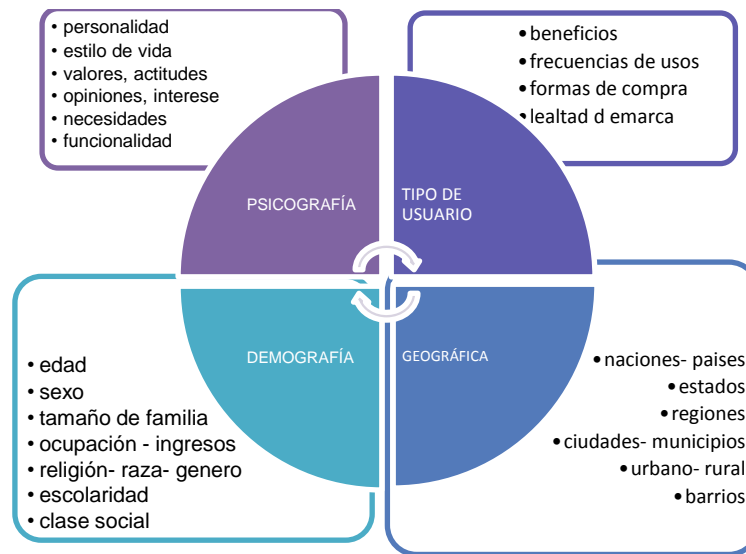 • personalidad
• estilo de vida
• valores, actitudes
• opiniones, interese
• necesidades
• funcionalidad
• beneficios
• frecuencias de usos
• formas de compra
• lealtad d emarca
PSICOGRAFÍA
TIPO DE
USUARIO
DEMOGRAFÍA
GEOGRÁFICA
• edad
• sexo
• tamaño de familia
• ocupación - ingresos
• religión- raza- genero
• escolaridad
• clase social
• naciones- paises
• estados
• regiones
• ciudades- municipios
• urbano- rural
• barrios